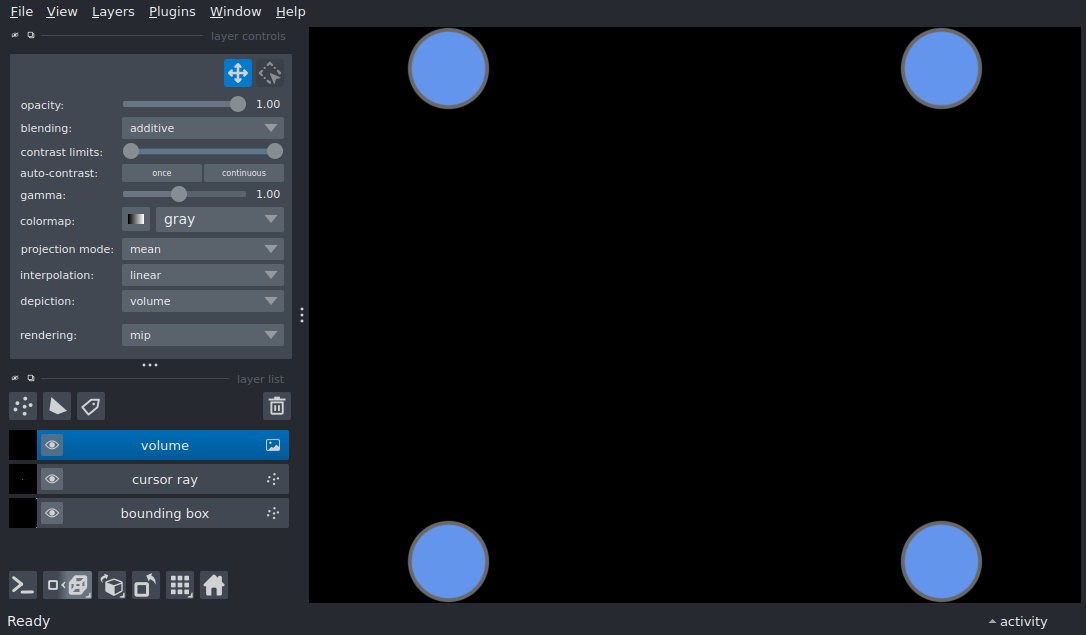 File View Layers Plugins Window Help
layer controls
opacity: 1.00
blending: additive
contrast limits:
auto-contrast: once continuous
gamma: 1.00
colormap: gray
projection mode: mean
interpolation: linear
depiction: volume
rendering: mip
layer list
volume
cursor ray
bounding box
Ready activity